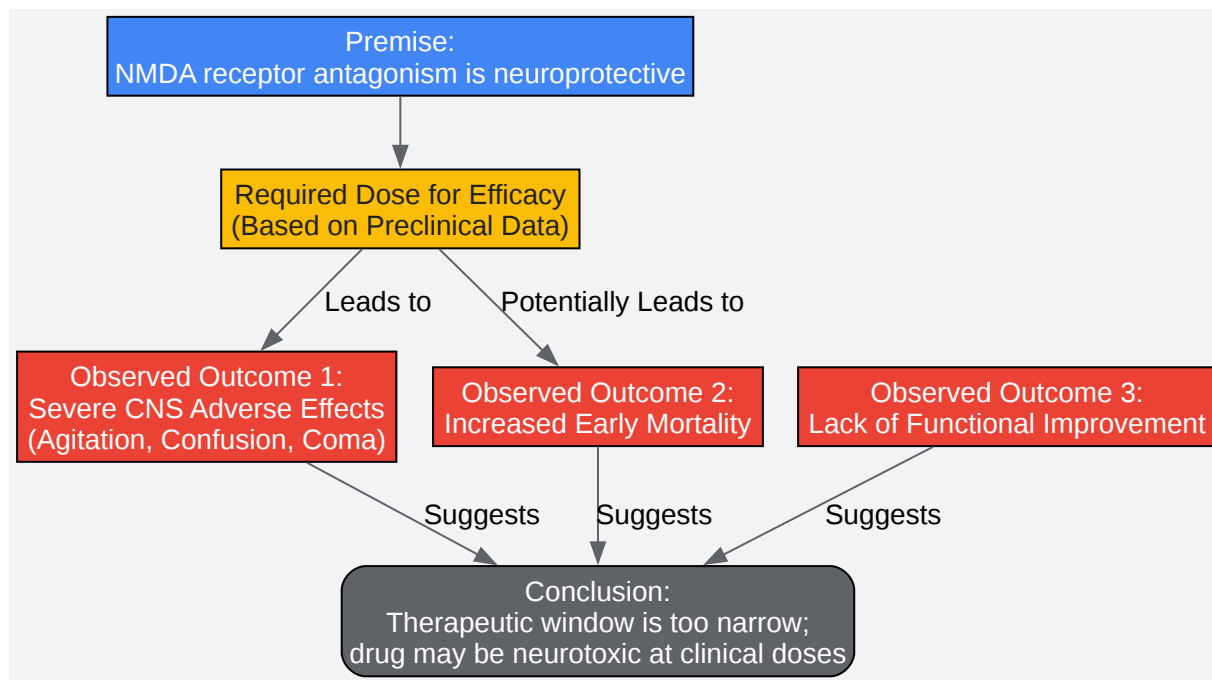 Premise:
NMDA receptor antagonism is neuroprotective
Required Dose for Efficacy
(Based on Preclinical Data)
Leads to
Potentially Leads to
Observed Outcome 1:
Severe CNS Adverse Effects
(Agitation, Confusion, Coma)
Observed Outcome 2:
Increased Early Mortality
Observed Outcome 3:
Lack of Functional Improvement
Suggests
Suggests
Suggests
Conclusion:
Therapeutic window is too narrow;
drug may be neurotoxic at clinical doses